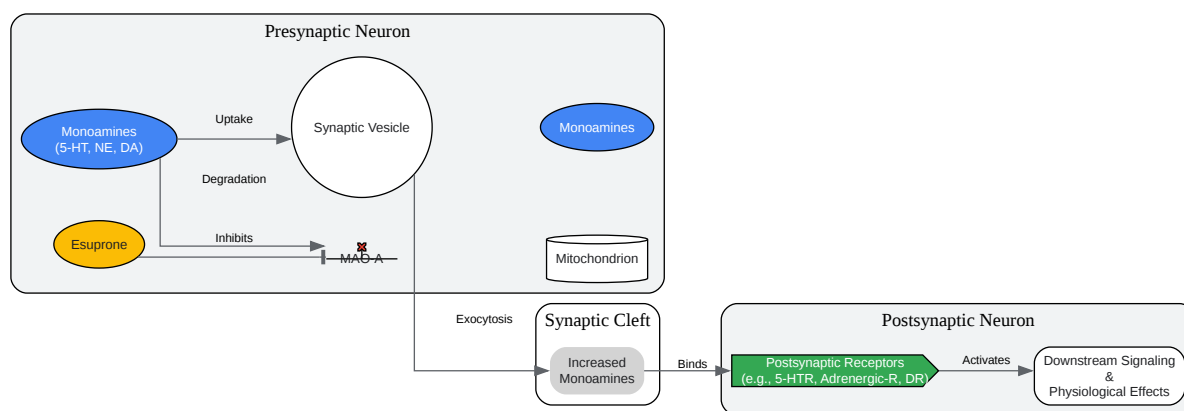 Presynaptic Neuron
Monoamines
(5-HT, NE, DA)
Uptake
Synaptic Vesicle
Monoamines
Degradation
Esuprone
Inhibits
MAO-A
Mitochondrion
Exocytosis
Synaptic Cleft
Increased
Monoamines
Binds
Postsynaptic Neuron
Postsynaptic Receptors
(e.g., 5-HTR, Adrenergic-R, DR)
Activates
Downstream Signaling
&
Physiological Effects